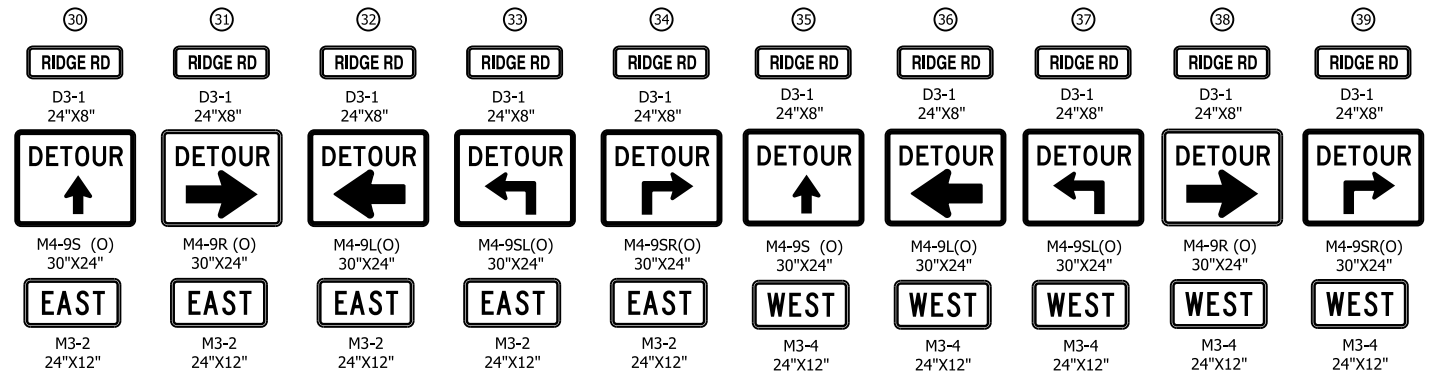 30 31 32 33 34 35 36 37 38 39
RIDGE RD RIDGE RD RIDGE RD RIDGE RD RIDGE RD RIDGE RD RIDGE RD RIDGE RD RIDGE RD RIDGE RD
D3-1 D3-1 D3-1 D3-1 D3-1 D3-1 D3-1 D3-1 D3-1 D3-1
24"X8" 24"X8" 24"X8" 24"X8" 24"X8" 24"X8" 24"X8" 24"X8" 24"X8" 24"X8"
DETOUR DETOUR DETOUR DETOUR DETOUR DETOUR DETOUR DETOUR DETOUR DETOUR
M4-9S (O) M4-9R (O) M4-9L(O) M4-9SL(O) M4-9SR(O) M4-9S (O) M4-9L(O) M4-9SL(O) M4-9R (O) M4-9SR(O)
30"X24" 30"X24" 30"X24" 30"X24" 30"X24" 30"X24" 30"X24" 30"X24" 30"X24" 30"X24"
EAST EAST EAST EAST EAST WEST WEST WEST WEST WEST
M3-2 M3-2 M3-2 M3-2 M3-2 M3-4 M3-4 M3-4 M3-4 M3-4
24"X12" 24"X12" 24"X12" 24"X12" 24"X12" 24"X12" 24"X12" 24"X12" 24"X12" 24"X12"